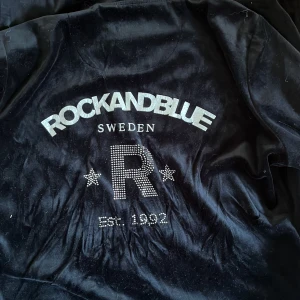 ROCKANDBLUE
SWEDEN
R
Est. 1992